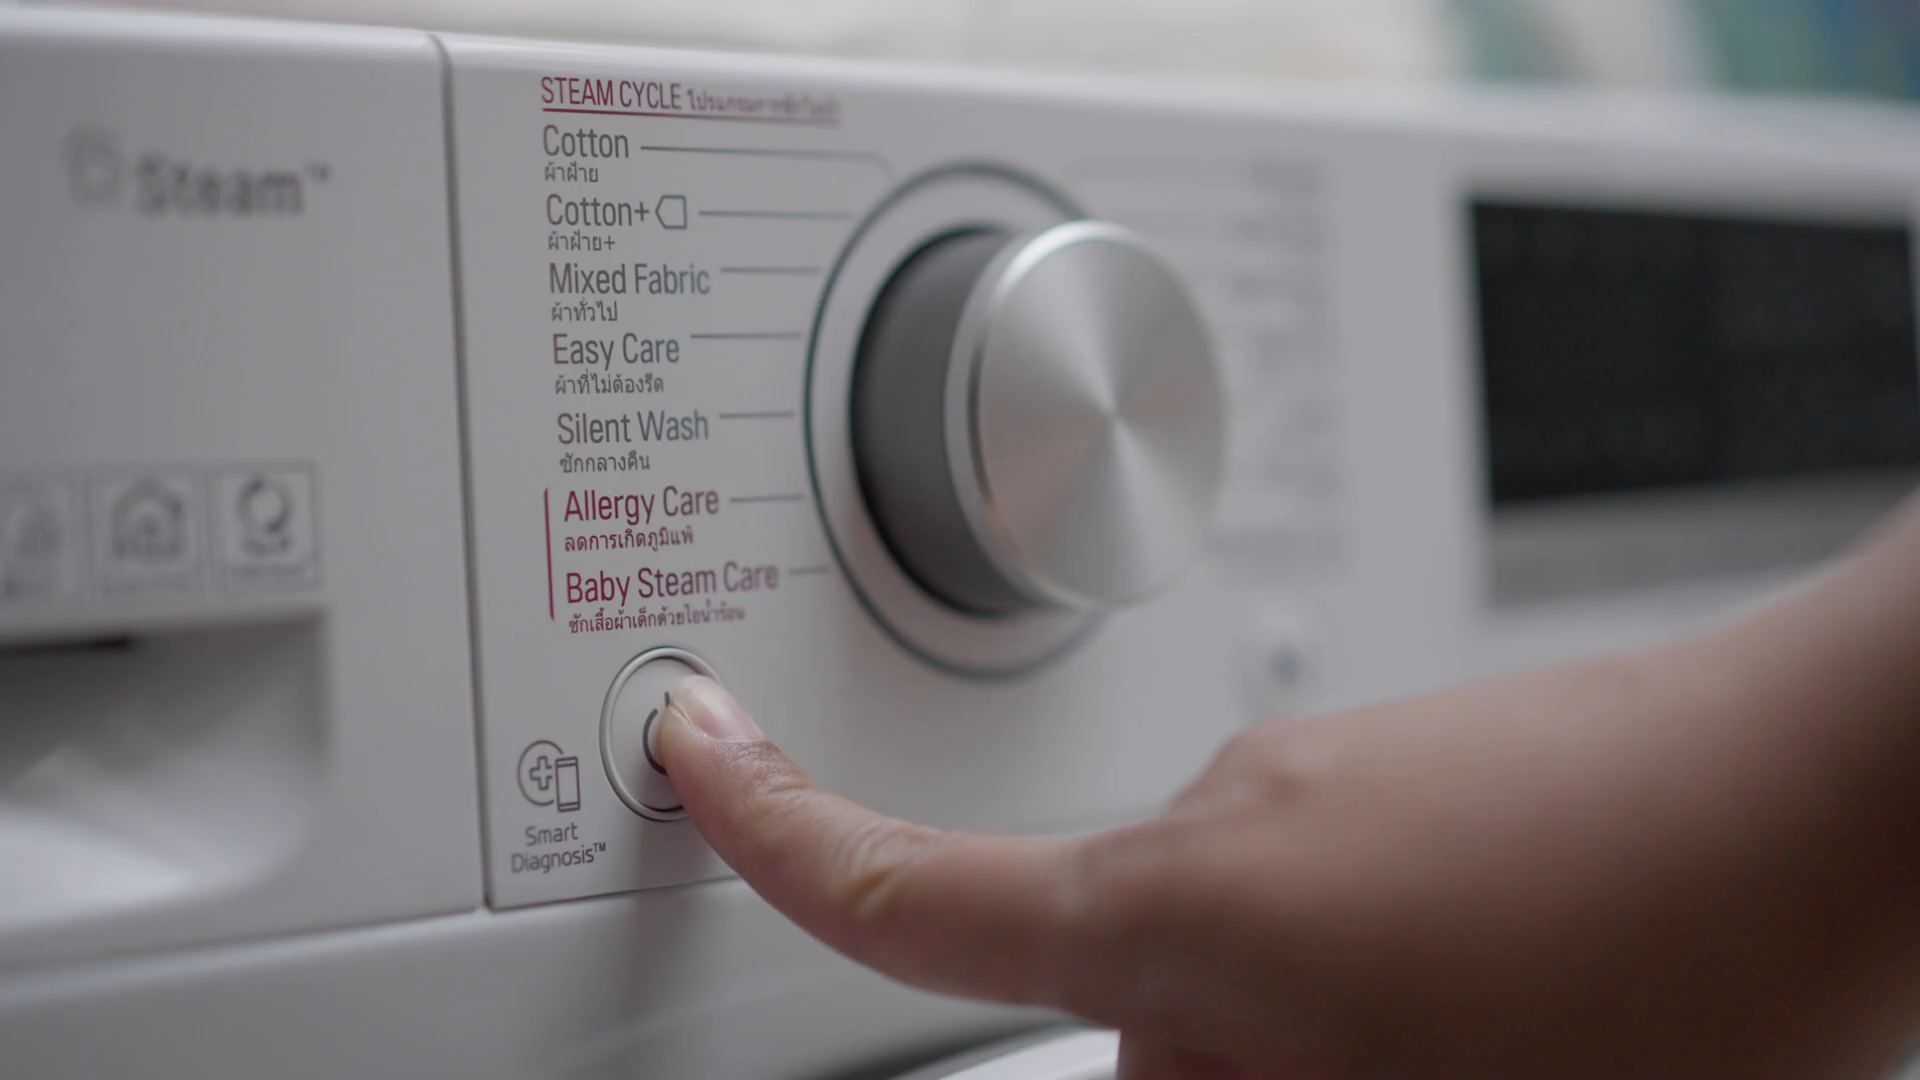 Steam™
STEAM CYCLE
Cotton
ผ้าฝ้าย
Cotton+
ผ้าฝ้าย+
Mixed Fabric
ผ้าทั่วไป
Easy Care
ผ้าที่ไม่ต้องรีด
Silent Wash
ซักกลางคืน
Allergy Care
ลดการเกิดภูมิแพ้
Baby Steam Care
ซักเสื้อผ้าเด็กด้วยไอน้ำร้อน
Smart
Diagnosis™